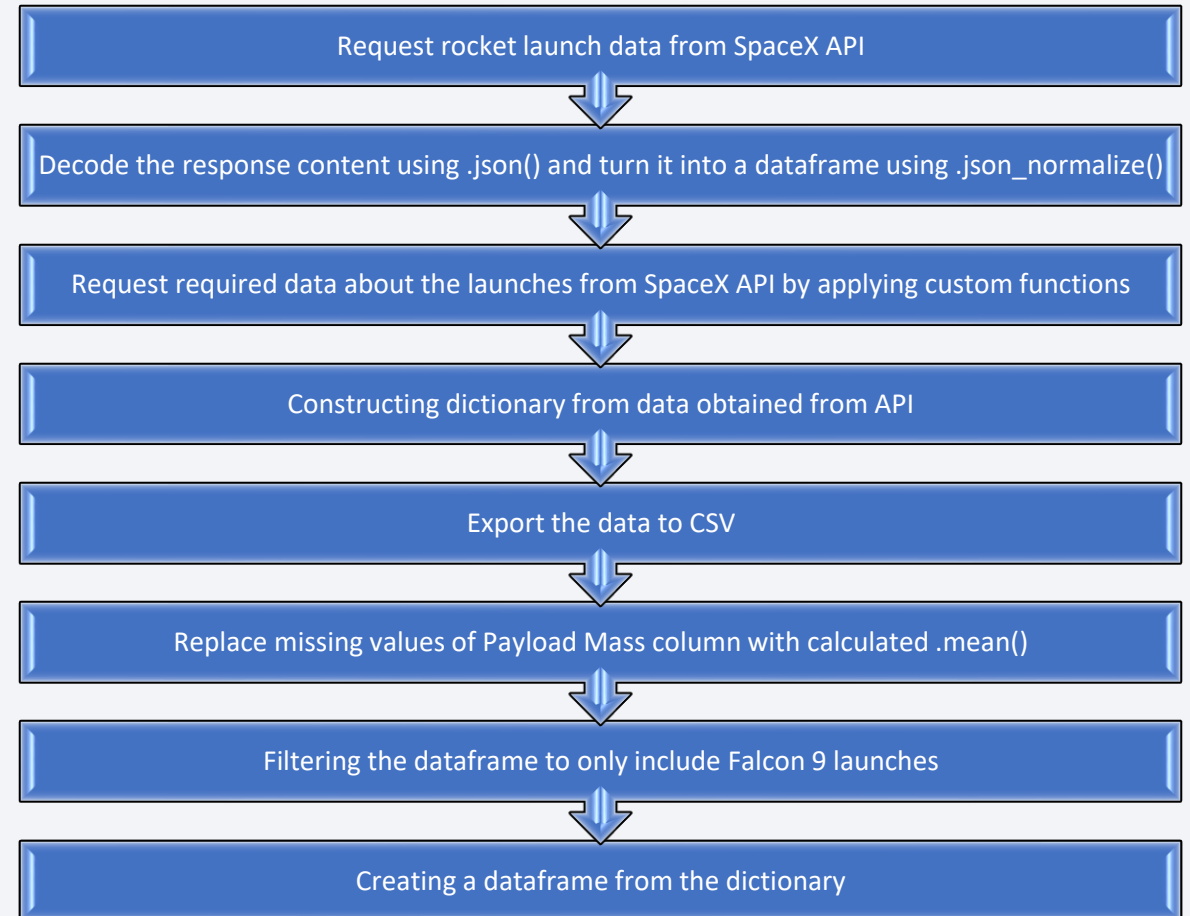 Request rocket launch data from SpaceX API
Decode the response content using .json() and turn it into a dataframe using .json_normalize()
Request required data about the launches from SpaceX API by applying custom functions
Constructing dictionary from data obtained from API
Export the data to CSV
Replace missing values of Payload Mass column with calculated .mean()
Filtering the dataframe to only include Falcon 9 launches
Creating a dataframe from the dictionary